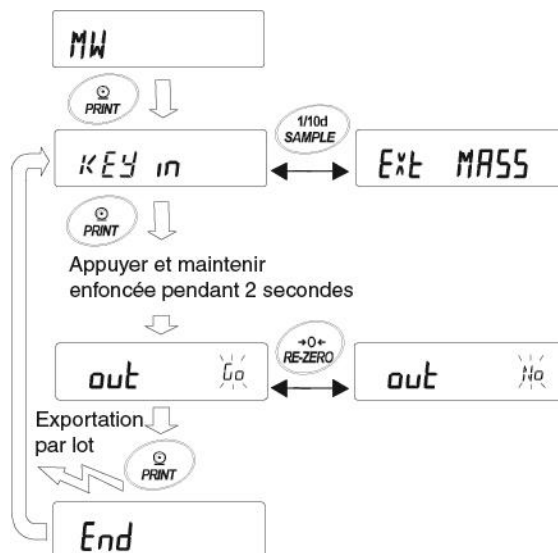 MW
PRINT
KEY in
1/10d
SAMPLE
Ext MASS
PRINT
Appuyer et maintenir
enfoncée pendant 2 secondes
out Go
→0←
RE-ZERO
out No
Exportation
par lot
PRINT
End